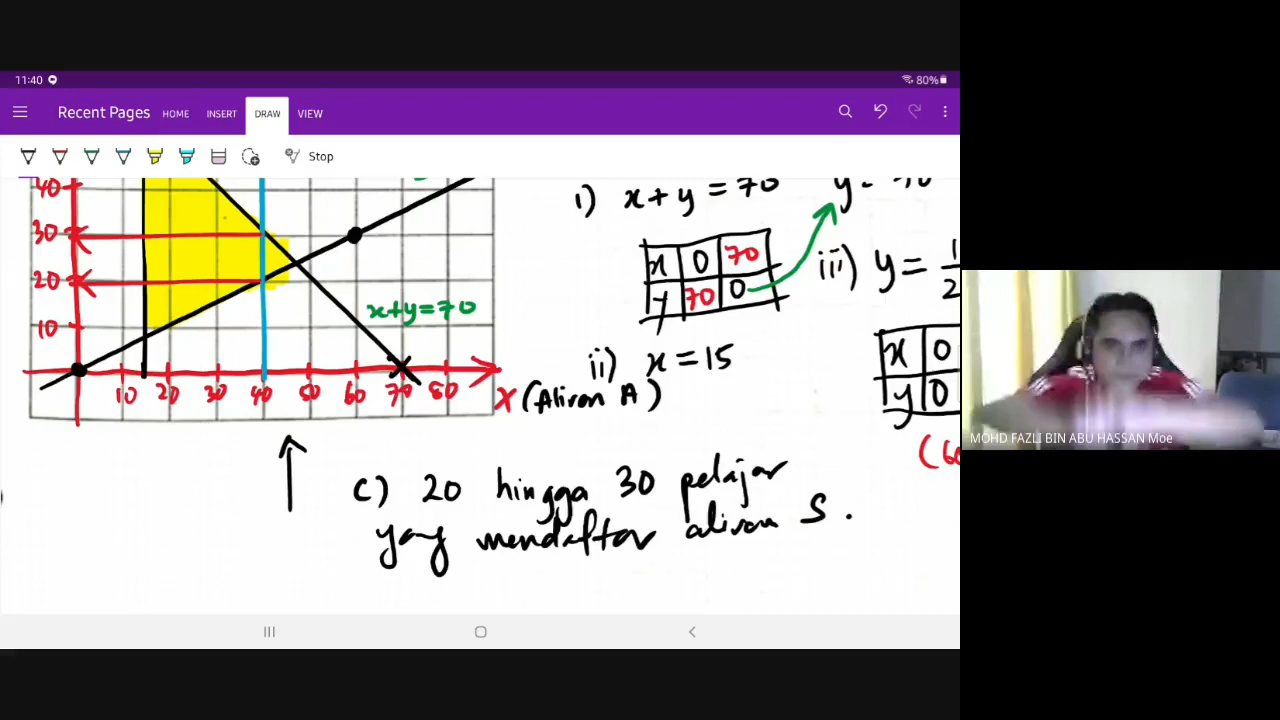 11:40
80%
Recent Pages HOME INSERT DRAW VIEW
Stop
40
30
20
10
10 20 30 40 50 60 70 80
x+y=70
X (Aliran A)
i) x+y=70
x 0 70
y 70 0
ii) x=15
iii) y= 1
2
x 0
y 0
c) 20 hingga 30 pelajar
yang mendaftar aliran S.
MOHD FAZLI BIN ABU HASSAN Moe